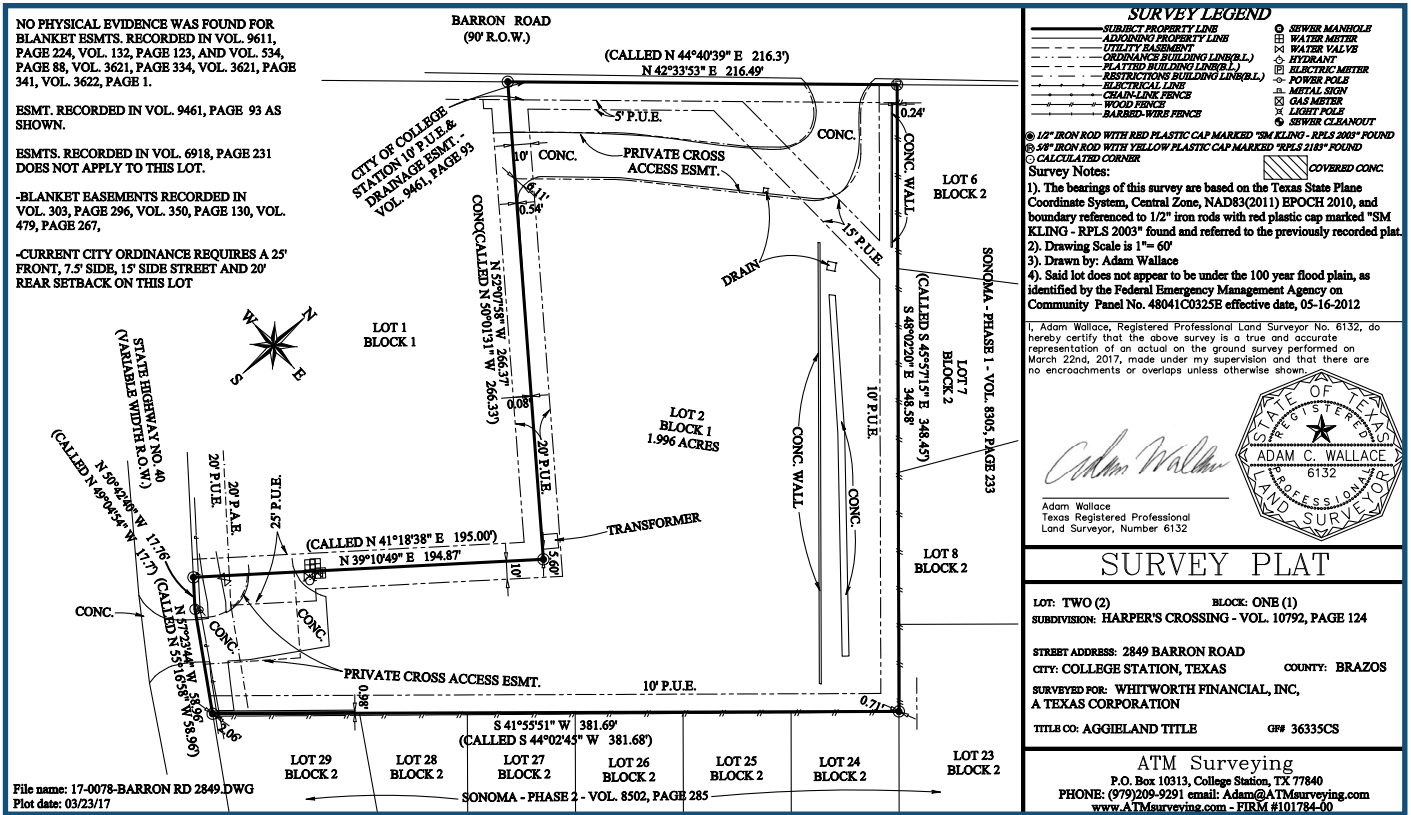 NO PHYSICAL EVIDENCE WAS FOUND FOR
BLANKET ESMTS. RECORDED IN VOL. 9611,
PAGE 224, VOL. 132, PAGE 123, AND VOL. 534,
PAGE 88, VOL. 3621, PAGE 334, VOL. 3621, PAGE
341, VOL. 3622, PAGE 1.
ESMT. RECORDED IN VOL. 9461, PAGE 93 AS
SHOWN.
ESMTS. RECORDED IN VOL. 6918, PAGE 231
DOES NOT APPLY TO THIS LOT.
-BLANKET EASEMENTS RECORDED IN
VOL. 303, PAGE 296, VOL. 350, PAGE 130, VOL.
479, PAGE 267,
-CURRENT CITY ORDINANCE REQUIRES A 25'
FRONT, 7.5' SIDE, 15' SIDE STREET AND 20'
REAR SETBACK ON THIS LOT
BARRON ROAD
(90' R.O.W.)
(CALLED N 44°40'39" E 216.3')
N 42°33'53" E 216.49'
0.24'
5' P.U.E.
CONC.
CITY OF COLLEGE
STATION 10' P.U.E.&
DRAINAGE ESMT. -
VOL. 9461, PAGE 93
10'
CONC.
PRIVATE CROSS
ACCESS ESMT.
CONC. WALL
6.11'
0.54'
15' P.U.E.
DRAIN
LOT 6
BLOCK 2
CONC(CALLED N 50°01'31" W 266.33')
N 52°07'58" W 266.37'
W
N
S
E
LOT 1
BLOCK 1
0.08'
20' P.U.E.
LOT 2
BLOCK 1
1.996 ACRES
CONC. WALL
CONC.
10' P.U.E.
(CALLED S 45°57'15" E 348.45')
S 48°02'20" E 348.58'
LOT 7
BLOCK 2
SONOMA - PHASE 1 - VOL. 8305, PAGE 233
STATE HIGHWAY NO. 40
(VARIABLE WIDTH R.O.W.)
N 50°42'40" W 17.76'
(CALLED N 49°04'54" W 17.7')
20' P.U.E.
20' P.A.E.
25' P.U.E.
TRANSFORMER
(CALLED N 41°18'38" E 195.00')
N 39°10'49" E 194.87'
10'
5.60'
LOT 8
BLOCK 2
CONC.
CONC.
CONC.
N 57°23'44" W 58.96'
(CALLED N 55°16'58" W 58.96')
PRIVATE CROSS ACCESS ESMT.
10' P.U.E.
0.98'
0.71'
2.06'
S 41°55'51" W 381.69'
(CALLED S 44°02'45" W 381.68')
LOT 29
BLOCK 2
LOT 28
BLOCK 2
LOT 27
BLOCK 2
LOT 26
BLOCK 2
LOT 25
BLOCK 2
LOT 24
BLOCK 2
LOT 23
BLOCK 2
SONOMA - PHASE 2 - VOL. 8502, PAGE 285
File name: 17-0078-BARRON RD 2849.DWG
Plot date: 03/23/17
SURVEY LEGEND
SUBJECT PROPERTY LINE
ADJOINING PROPERTY LINE
UTILITY EASEMENT
ORDINANCE BUILDING LINE(B.L.)
PLATTED BUILDING LINE(B.L.)
RESTRICTIONS BUILDING LINE(B.L.)
ELECTRICAL LINE
CHAIN-LINK FENCE
WOOD FENCE
BARBED-WIRE FENCE
SEWER MANHOLE
WATER METER
WATER VALVE
HYDRANT
ELECTRIC METER
POWER POLE
METAL SIGN
GAS METER
LIGHT POLE
SEWER CLEANOUT
1/2" IRON ROD WITH RED PLASTIC CAP MARKED "SM KLING - RPLS 2003" FOUND
5/8" IRON ROD WITH YELLOW PLASTIC CAP MARKED "RPLS 2183" FOUND
CALCULATED CORNER
COVERED CONC.
Survey Notes:
1). The bearings of this survey are based on the Texas State Plane
Coordinate System, Central Zone, NAD83(2011) EPOCH 2010, and
boundary referenced to 1/2" iron rods with red plastic cap marked "SM
KLING - RPLS 2003" found and referred to the previously recorded plat.
2). Drawing Scale is 1"= 60'
3). Drawn by: Adam Wallace
4). Said lot does not appear to be under the 100 year flood plain, as
identified by the Federal Emergency Management Agency on
Community Panel No. 48041C0325E effective date, 05-16-2012
I, Adam Wallace, Registered Professional Land Surveyor No. 6132, do
hereby certify that the above survey is a true and accurate
representation of an actual on the ground survey performed on
March 22nd, 2017, made under my supervision and that there are
no encroachments or overlaps unless otherwise shown.
Adam Wallace
STATE OF TEXAS
REGISTERED
ADAM C. WALLACE
6132
PROFESSIONAL
LAND SURVEYOR
Adam Wallace
Texas Registered Professional
Land Surveyor, Number 6132
SURVEY PLAT
LOT: TWO (2) BLOCK: ONE (1)
SUBDIVISION: HARPER'S CROSSING - VOL. 10792, PAGE 124
STREET ADDRESS: 2849 BARRON ROAD
CITY: COLLEGE STATION, TEXAS COUNTY: BRAZOS
SURVEYED FOR: WHITWORTH FINANCIAL, INC,
A TEXAS CORPORATION
TITLE CO: AGGIELAND TITLE GF# 36335CS
ATM Surveying
P.O. Box 10313, College Station, TX 77840
PHONE: (979)209-9291 email: Adam@ATMsurveying.com
www.ATMsurveying.com - FIRM #101784-00